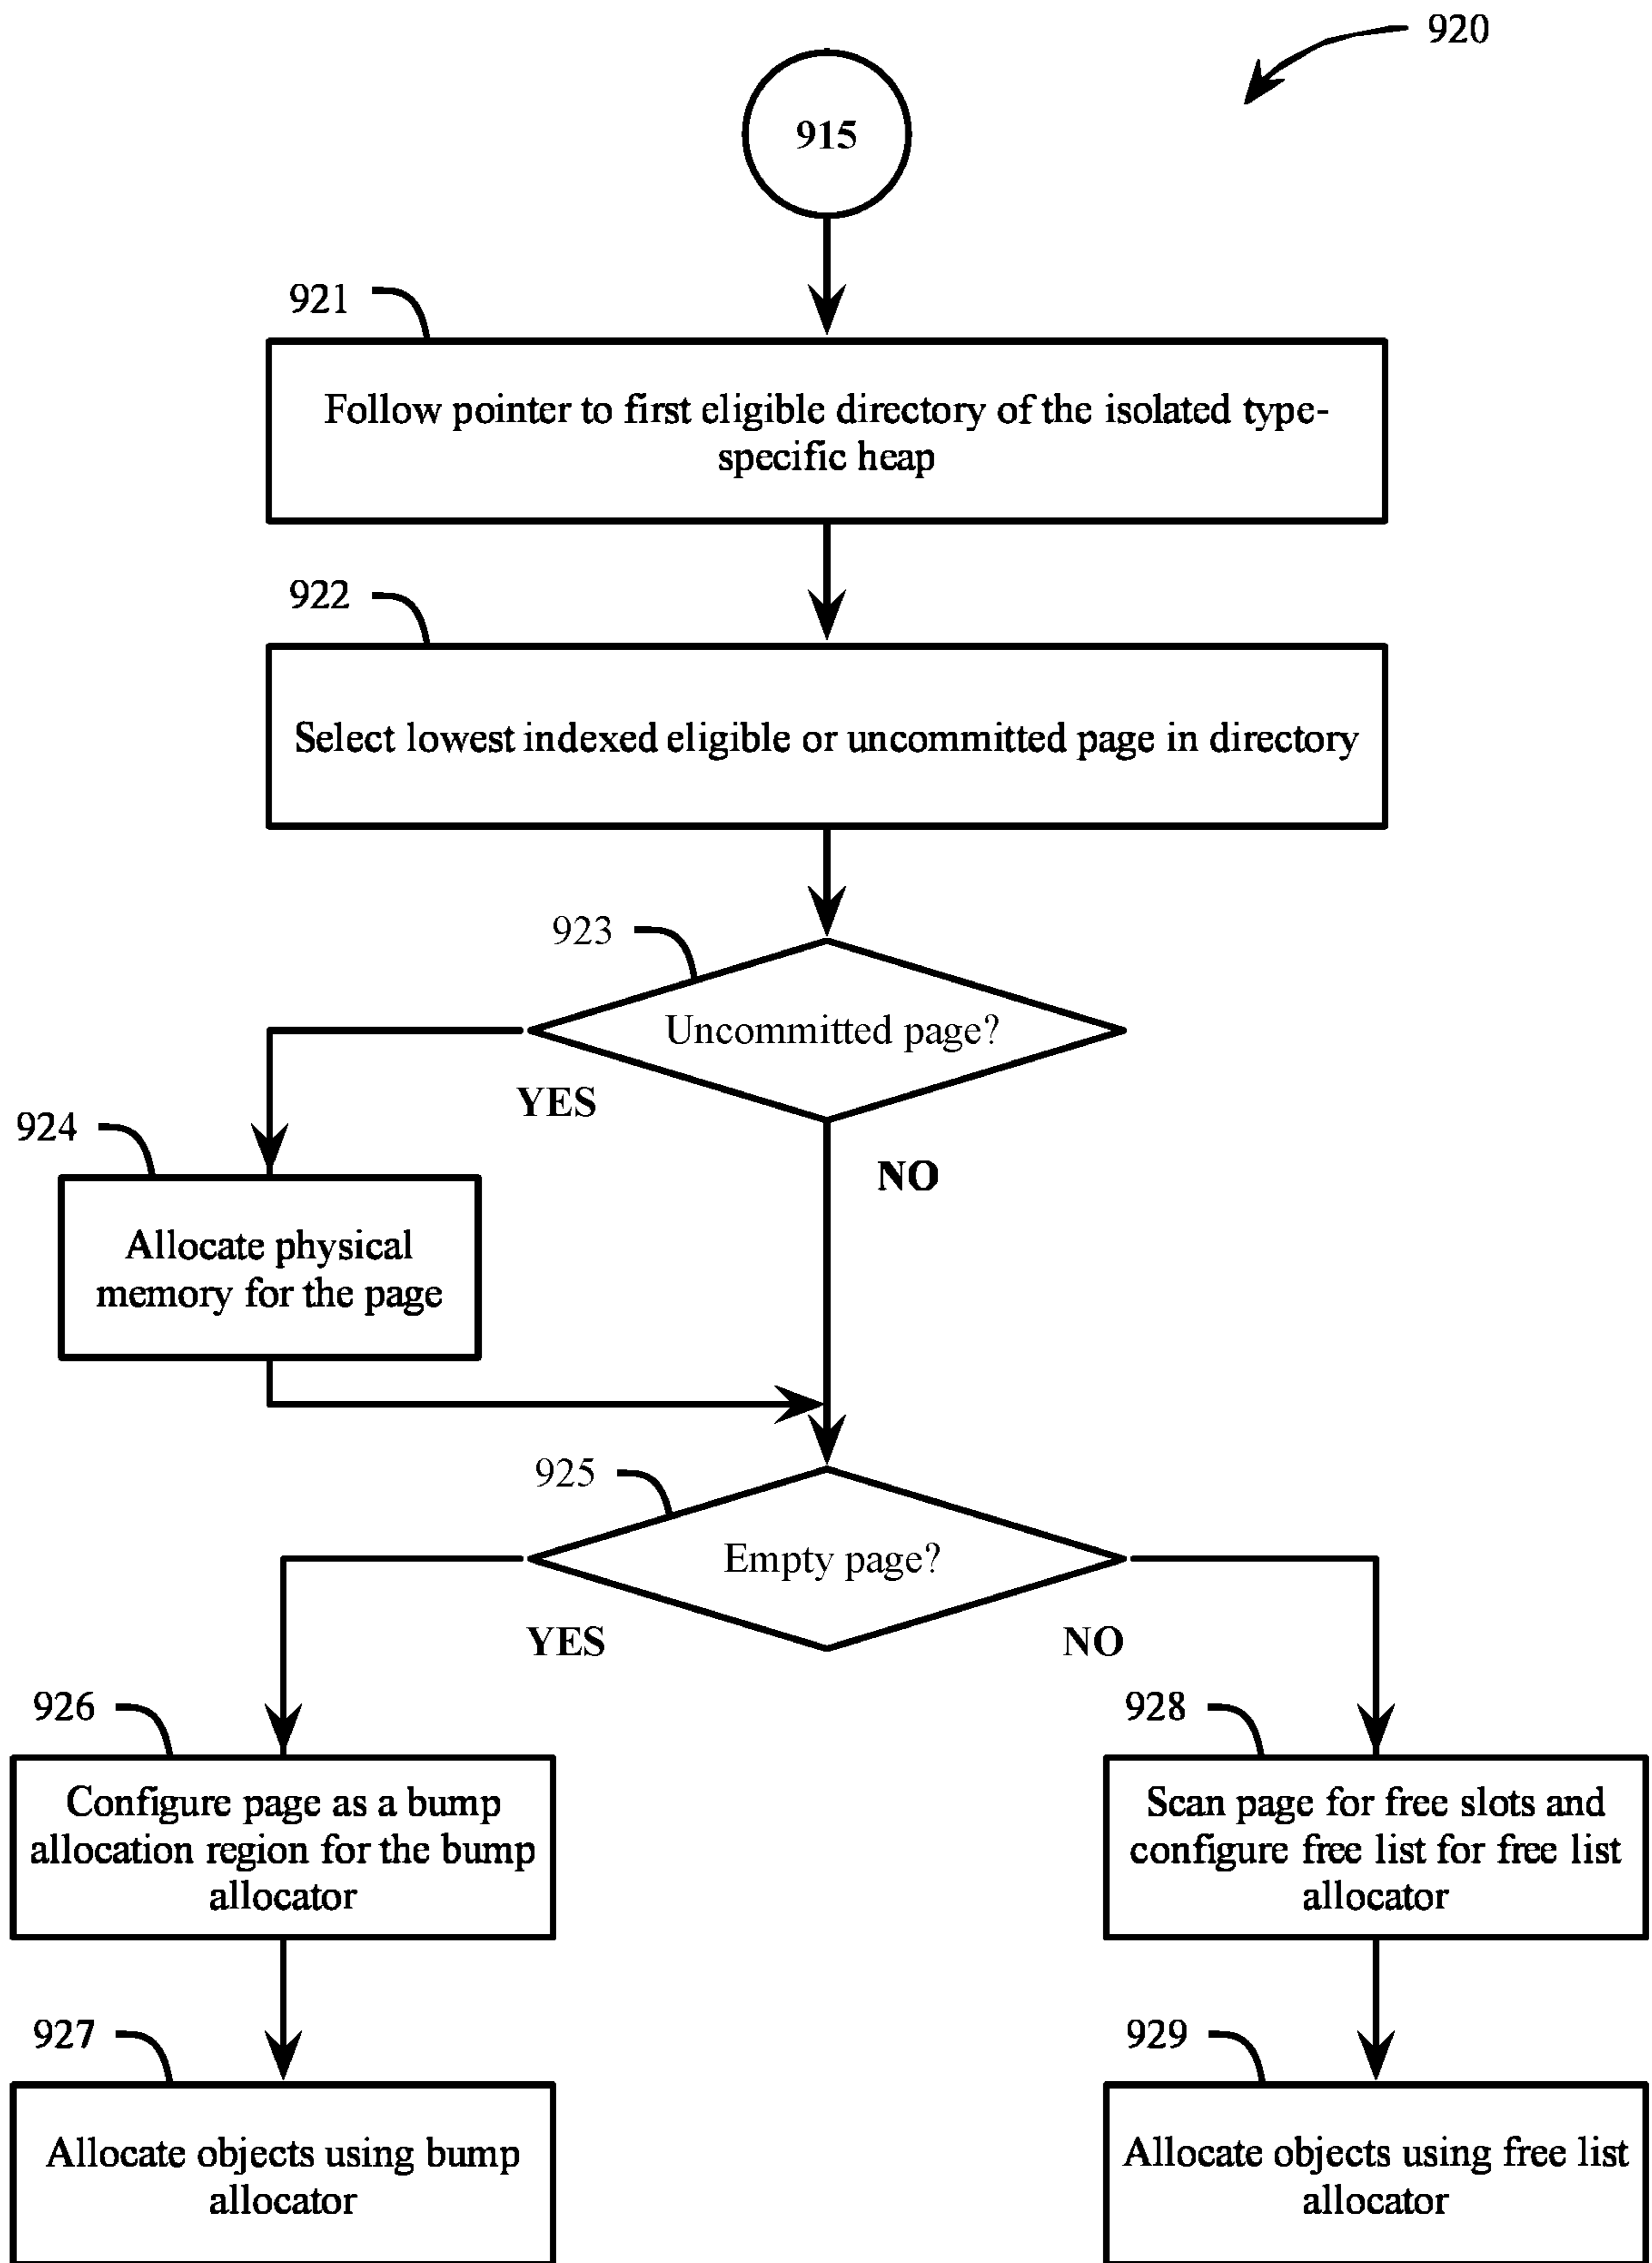 920
915
921
Follow pointer to first eligible directory of the isolated type-
specific heap
922
Select lowest indexed eligible or uncommitted page in directory
923
Uncommitted page?
YES
NO
924
Allocate physical
memory for the page
925
Empty page?
YES
NO
926
Configure page as a bump
allocation region for the bump
allocator
928
Scan page for free slots and
configure free list for free list
allocator
927
Allocate objects using bump
allocator
929
Allocate objects using free list
allocator